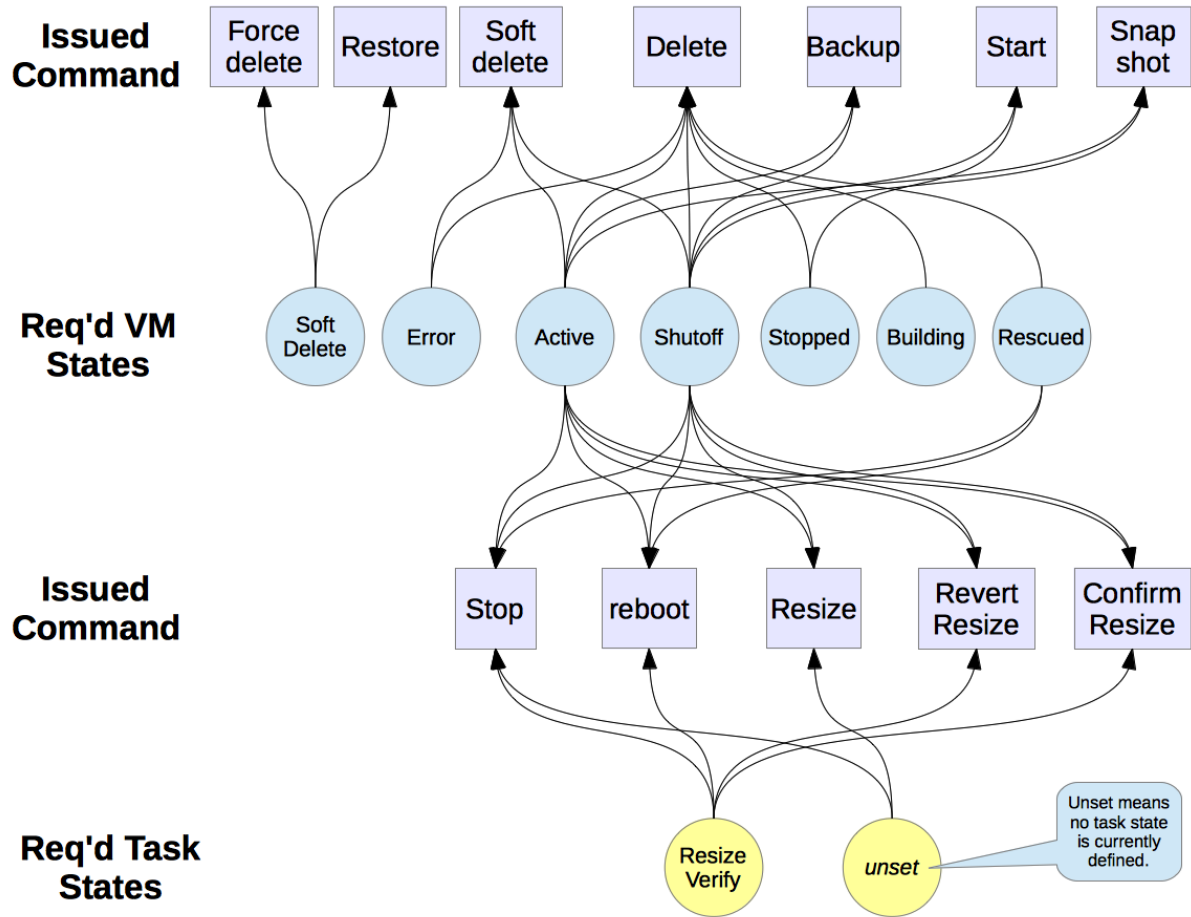 Issued
Command
Force
delete
Restore
Soft
delete
Delete
Backup
Start
Snap
shot
Req'd VM
States
Soft
Delete
Error
Active
Shutoff
Stopped
Building
Rescued
Issued
Command
Stop
reboot
Resize
Revert
Resize
Confirm
Resize
Req'd Task
States
Resize
Verify
unset
Unset means
no task state
is currently
defined.